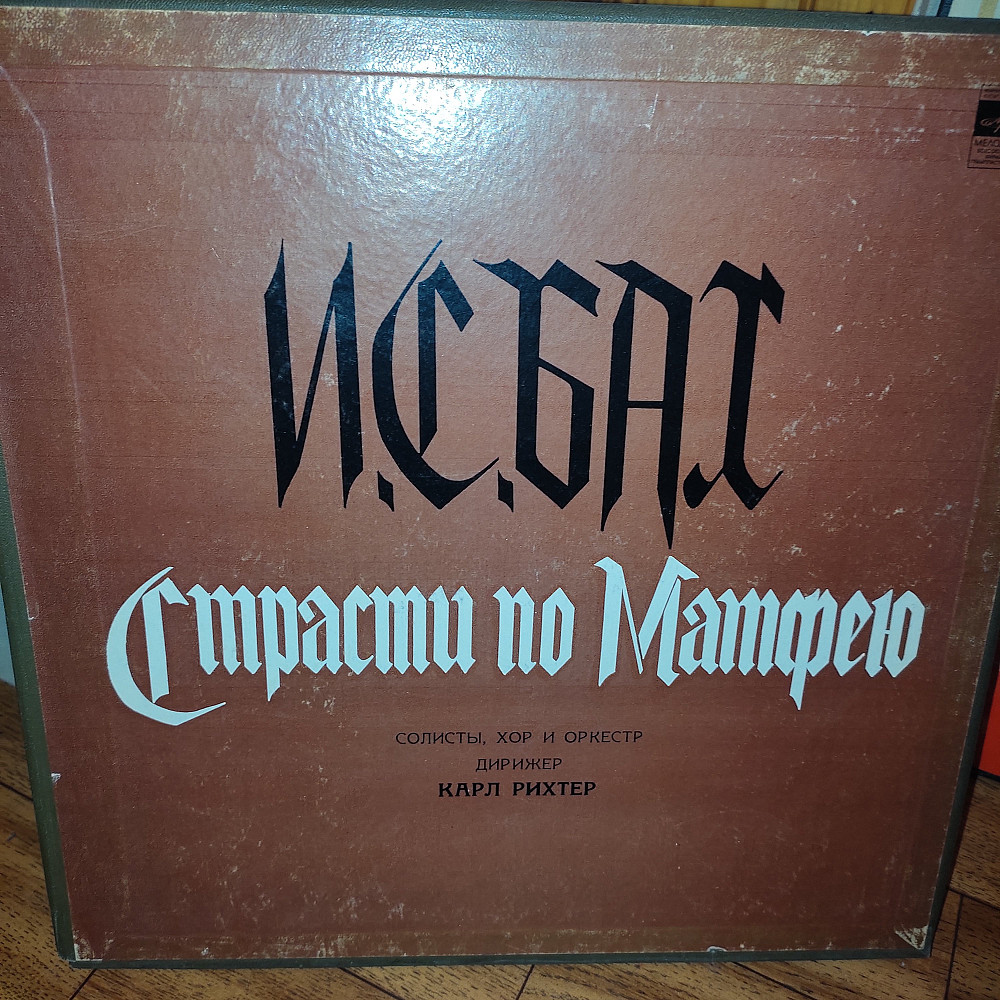 И.С.БАХ
Страсти по Матфею
СОЛИСТЫ, ХОР И ОРКЕСТР
ДИРИЖЕР
КАРЛ РИХТЕР